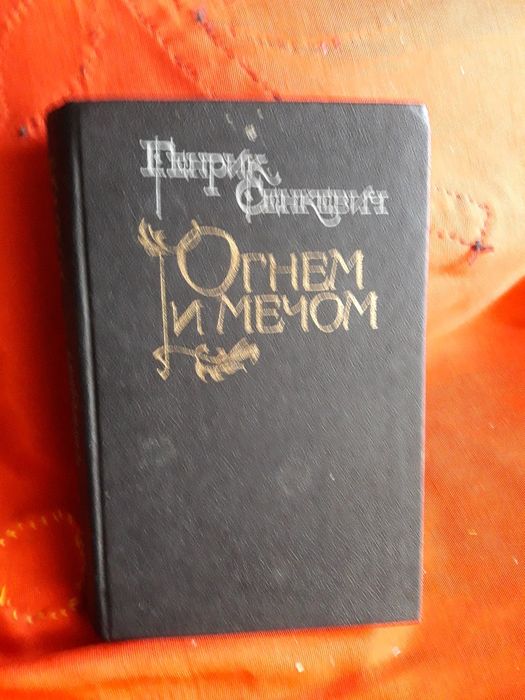 Генрик
Сенкевич
Огнем
и мечом